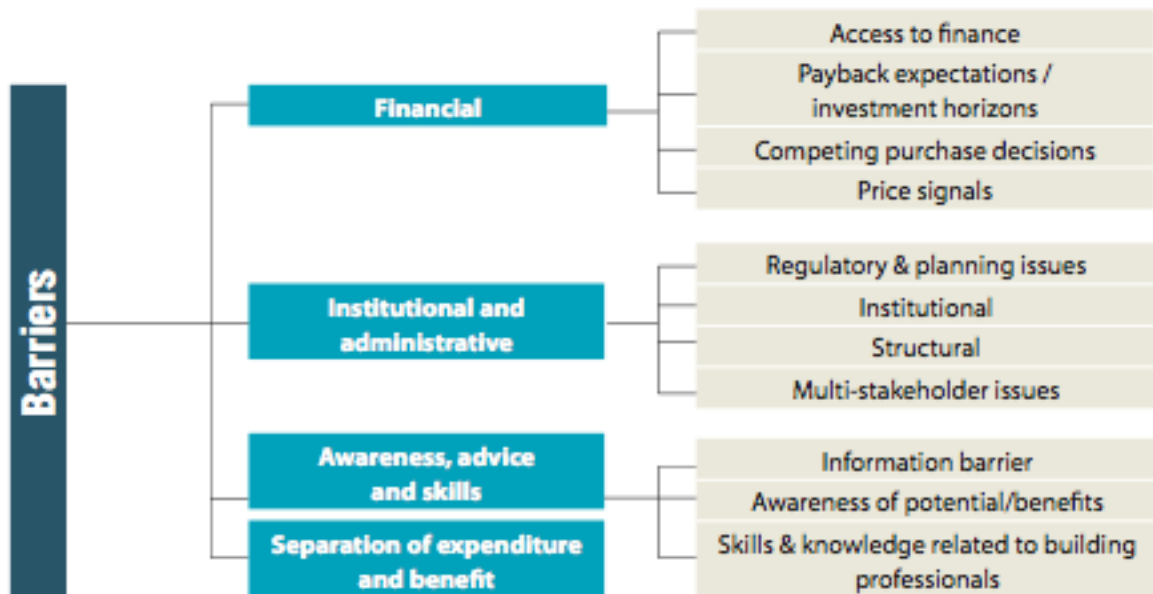 Barriers
Financial
Access to finance
Payback expectations /
investment horizons
Competing purchase decisions
Price signals
Institutional and
administrative
Regulatory & planning issues
Institutional
Structural
Multi-stakeholder issues
Awareness, advice
and skills
Information barrier
Awareness of potential/benefits
Skills & knowledge related to building
professionals
Separation of expenditure
and benefit